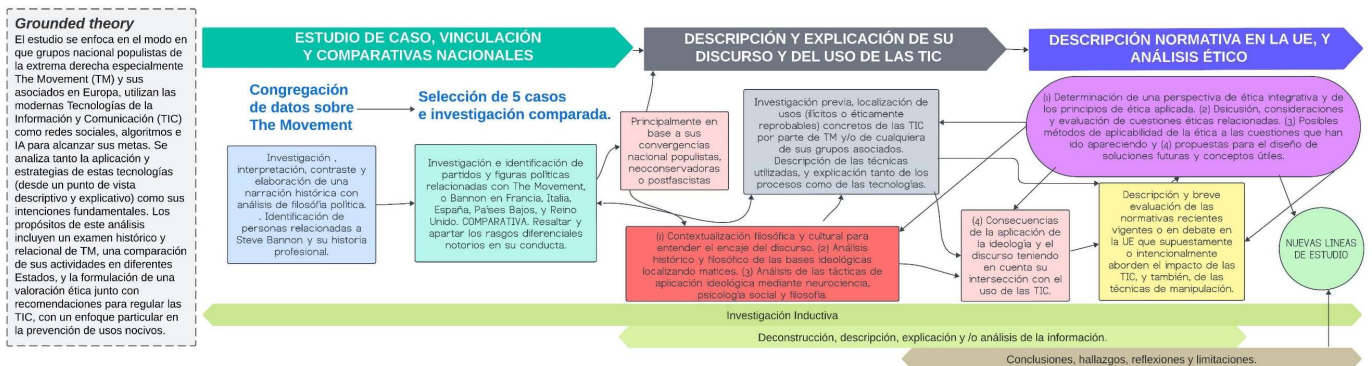 Grounded theory
El estudio se enfoca en el modo en
que grupos nacional populistas de
la extrema derecha especialmente
The Movement (TM) y sus
asociados en Europa, utilizan las
modernas Tecnologías de la
Información y Comunicación (TIC)
como redes sociales, algoritmos e
IA para alcanzar sus metas. Se
analiza tanto la aplicación y
estrategias de estas tecnologías
(desde un punto de vista
descriptivo y explicativo) como sus
intenciones fundamentales. Los
propósitos de este análisis
incluyen un examen histórico y
relacional de TM, una comparación
de sus actividades en diferentes
Estados, y la formulación de una
valoración ética junto con
recomendaciones para regular las
TIC, con un enfoque particular en
la prevención de usos nocivos.
ESTUDIO DE CASO, VINCULACIÓN
Y COMPARATIVAS NACIONALES
Congregación
de datos sobre
The Movement
Selección de 5 casos
e investigación comparada.
Investigación ,
interpretación, contraste y
elaboración de una
narración histórica con
análisis de filosófía política.
. Identificación de
personas relacionadas a
Steve Bannon y su historia
profesional.
Investigación e identificación de
partidos y figuras políticas
relacionadas con The Movement,
o Bannon en Francia, Italia,
España, Países Bajos, y Reino
Unido. COMPARATIVA. Resaltar y
apartar los rasgos diferenciales
notorios en su conducta.
DESCRIPCIÓN Y EXPLICACIÓN DE SU
DISCURSO Y DEL USO DE LAS TIC
Principalmente en
base a sus
convergencias
nacional populistas,
neoconservadoras
o postfascistas
Investigación previa, localización de
usos (ilícitos o éticamente
reprobables) concretos de las TIC
por parte de TM y/o de cualquiera
de sus grupos asociados.
Descripción de las técnicas
utilizadas, y explicación tanto de los
procesos como de las tecnologías.
(1) Contextualización filosófica y cultural para
entender el encaje del discurso. (2) Análisis
histórico y filosófico de las bases ideológicas
localizando matices. (3) Análisis de las tácticas de
aplicación ideológica mediante neurociencia,
psicología social y filosofía.
(4) Consecuencias
de la aplicación de
la ideología y el
discurso teniendo
en cuenta su
intersección con el
uso de las TIC.
DESCRIPCIÓN NORMATIVA EN LA UE, Y
ANÁLISIS ÉTICO
(1) Determinación de una perspectiva de ética integrativa y de
los principios de ética aplicada. (2) Dsicusión, consideraciones
y evaluación de cuestiones éticas relacionadas. (3) Posibles
métodos de aplicabilidad de la ética a las cuestiones que han
ido apareciendo y (4) propuestas para el diseño de
soluciones futuras y conceptos útiles.
Descripción y breve
evaluación de las
normativas recientes
vigentes o en debate en
la UE que supuestamente
o intencionalmente
aborden el impacto de las
TIC, y también, de las
técnicas de manipulación.
NUEVAS LINEAS
DE ESTUDIO
Investigación Inductiva
Deconstrucción, descripción, explicación y /o análisis de la información.
Conclusiones, hallazgos, reflexiones y limitaciones.